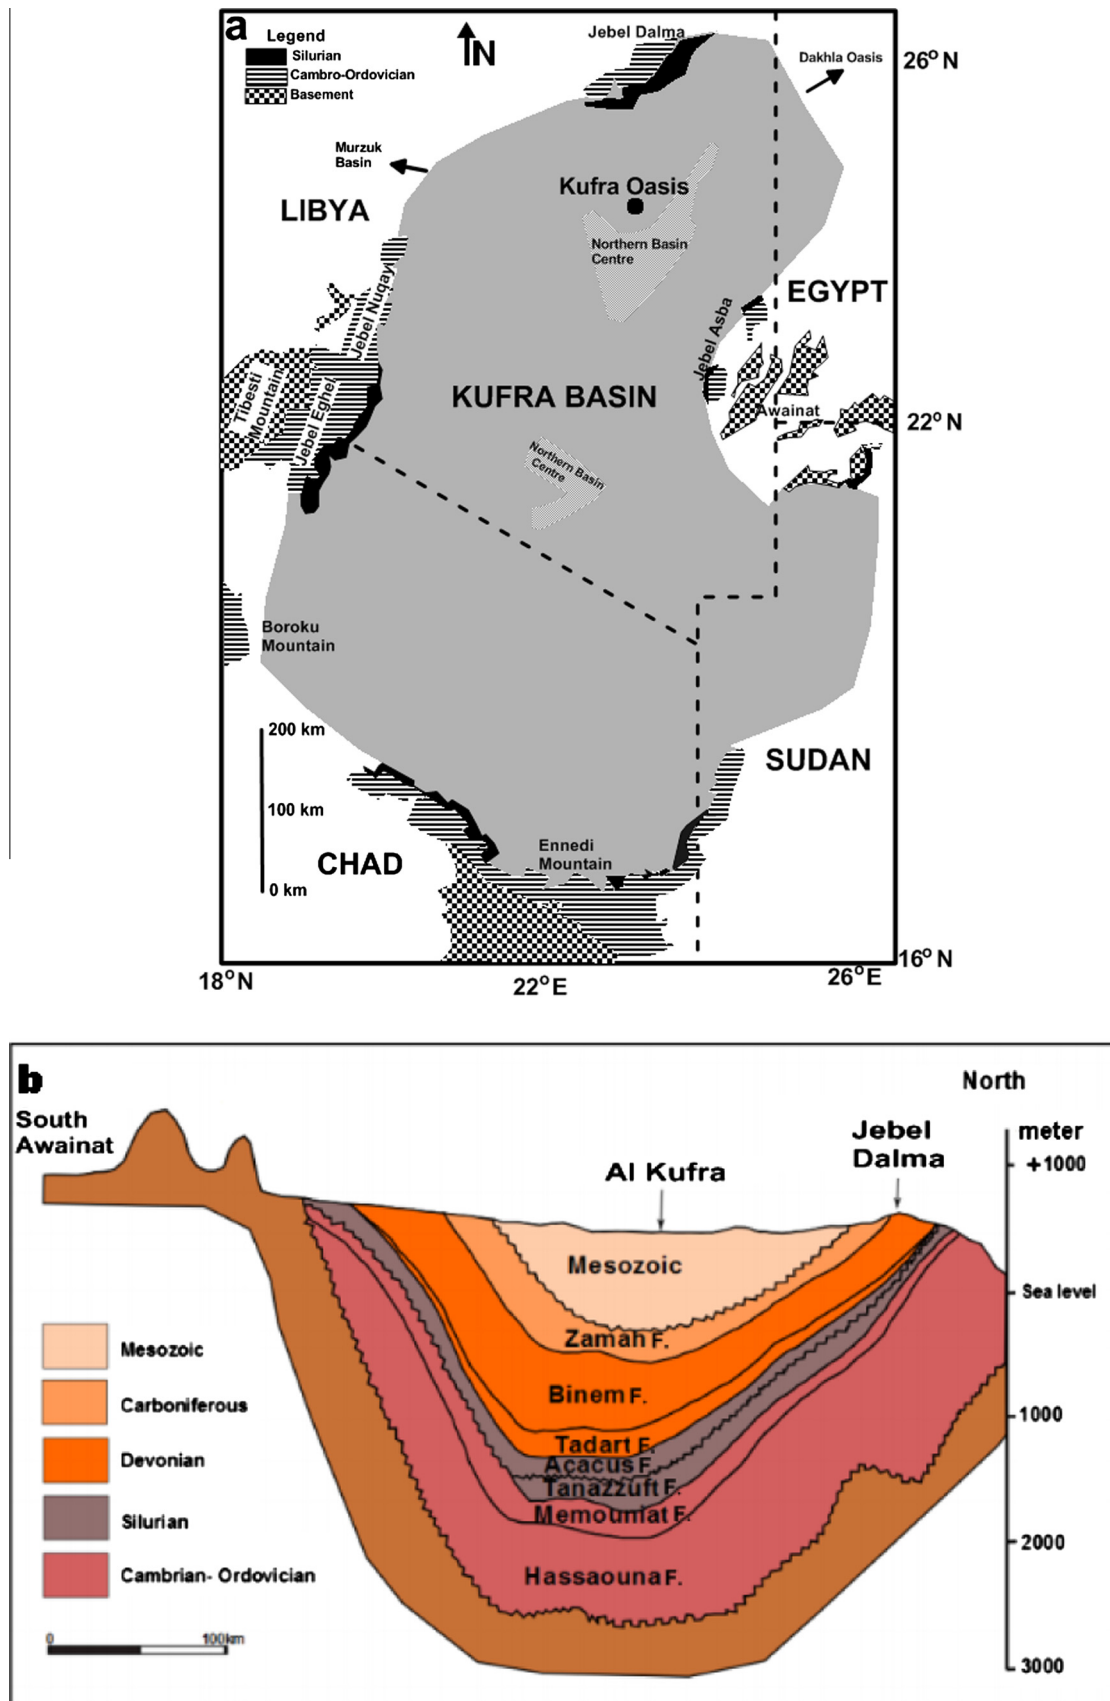 a
Legend
Silurian
Cambro-Ordovician
Basement
N
Jebel Dalma
Dakhla Oasis
26° N
Murzuk
Basin
LIBYA
Kufra Oasis
Northern Basin
Centre
EGYPT
Jebel Nuqay
Jebel Asba
Tibesti
Mountain
Jebel Eghei
KUFRA BASIN
Awainat
22° N
Northern Basin
Centre
Boroku
Mountain
200 km
100 km
0 km
SUDAN
CHAD
Ennedi
Mountain
16° N
18° N
22° E
26° E
b
North
South
Awainat
Jebel
Dalma
meter
+1000
Al Kufra
Mesozoic
Sea level
Zamah F.
Mesozoic
Binem F.
Carboniferous
1000
Tadart F.
Devonian
Acacus F.
Tanazzuft F.
Silurian
Memouniat F.
2000
Cambrian- Ordovician
Hassaouna F.
0 100km
3000